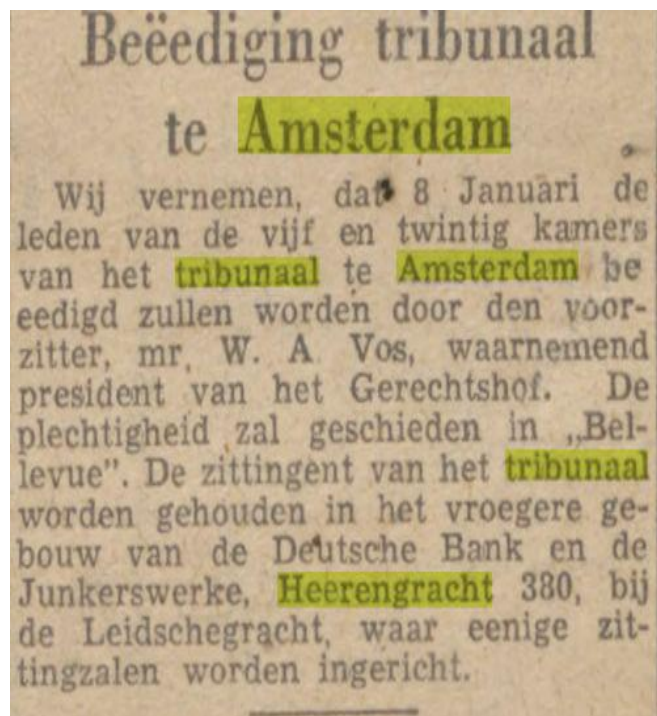 Beëediging tribunaal
te Amsterdam
Wij vernemen, dat 8 Januari de
leden van de vijf en twintig kamers
van het tribunaal te Amsterdam be
eedigd zullen worden door den voor-
zitter, mr. W. A. Vos, waarnemend
president van het Gerechtshof. De
plechtigheid zal geschieden in „Bel-
levue”. De zittingent van het tribunaal
worden gehouden in het vroegere ge-
bouw van de Deutsche Bank en de
Junkerswerke, Heerengracht 380, bij
de Leidschegracht, waar eenige zit-
tingzalen worden ingericht.